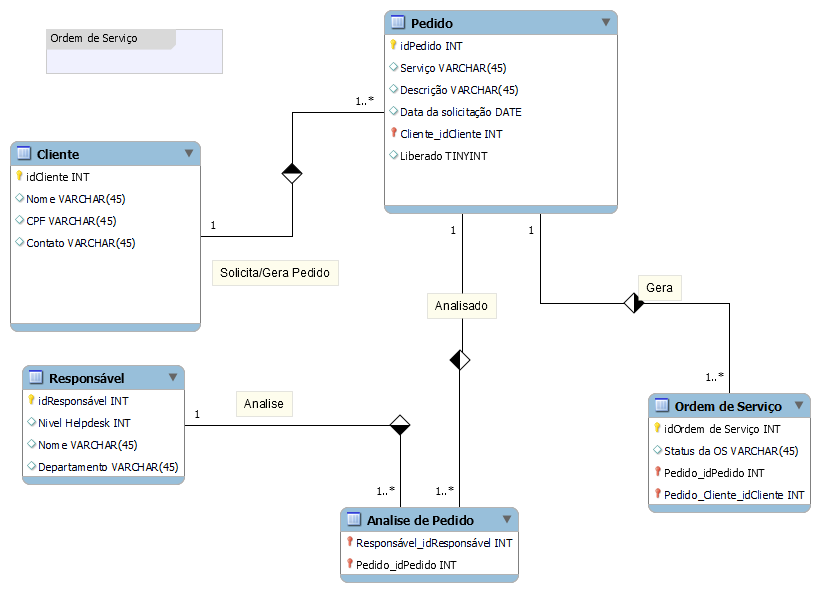 Ordem de Serviço
Pedido
idPedido INT
Serviço VARCHAR(45)
Descrição VARCHAR(45)
Data da solicitação DATE
Cliente_idCliente INT
Liberado TINYINT
1..*
Cliente
idCliente INT
Nome VARCHAR(45)
CPF VARCHAR(45)
Contato VARCHAR(45)
1
Solicita/Gera Pedido
1
1
Analisado
Gera
1..*
Responsável
idResponsável INT
Nivel Helpdesk INT
Nome VARCHAR(45)
Departamento VARCHAR(45)
1
Analise
1..*
1..*
Ordem de Serviço
idOrdem de Serviço INT
Status da OS VARCHAR(45)
Pedido_idPedido INT
Pedido_Cliente_idCliente INT
Analise de Pedido
Responsável_idResponsável INT
Pedido_idPedido INT